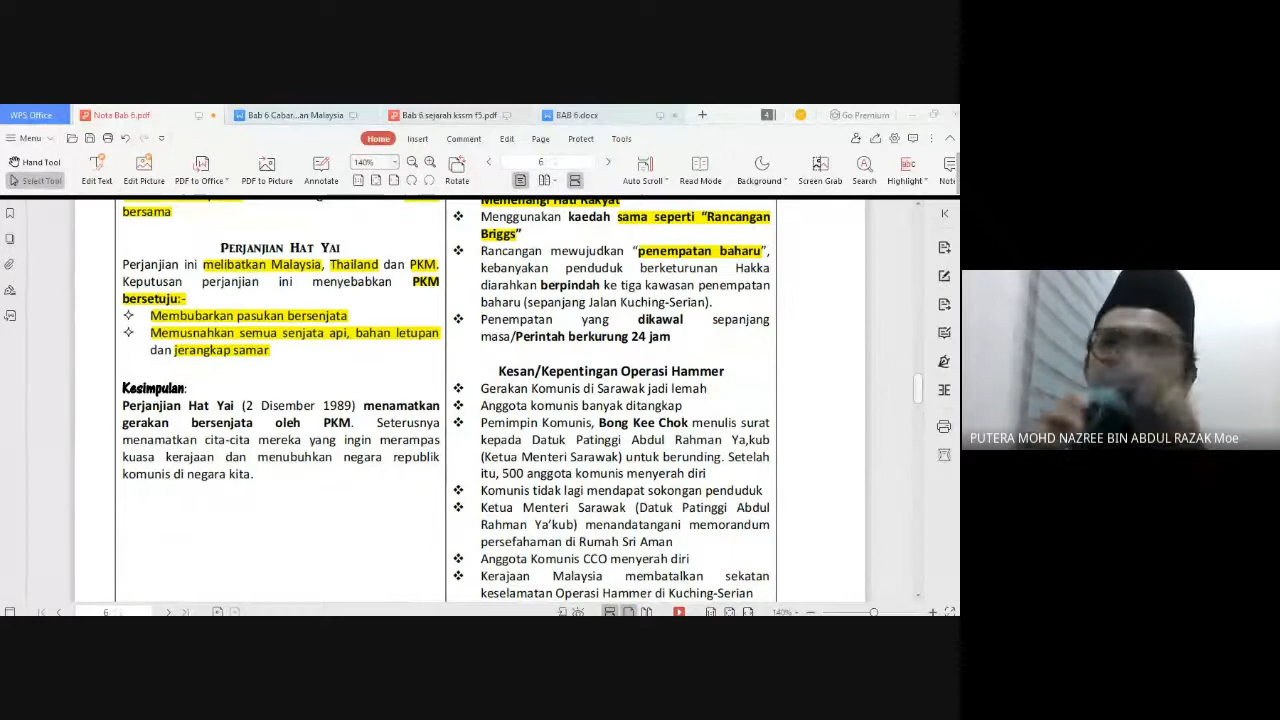 WPS Office
Nota Bab 6.pdf
Bab 6 Cabar...an Malaysia
Bab 6 sejarah kssm f5.pdf
BAB 6.docx
+
4
Go Premium
Menu
Home
Insert
Comment
Edit
Page
Protect
Tools
Hand Tool
Select Tool
Edit Text
Edit Picture
PDF to Office
PDF to Picture
Annotate
140%
Rotate
6
Auto Scroll
Read Mode
Background
Screen Grab
Search
Highlight
bersama
PERJANJIAN HAT YAI
Perjanjian ini melibatkan Malaysia, Thailand dan PKM.
Keputusan perjanjian ini menyebabkan PKM
bersetuju:-
Membubarkan pasukan bersenjata
Memusnahkan semua senjata api, bahan letupan
dan jerangkap samar
Kesimpulan:
Perjanjian Hat Yai (2 Disember 1989) menamatkan
gerakan bersenjata oleh PKM. Seterusnya
menamatkan cita-cita mereka yang ingin merampas
kuasa kerajaan dan menubuhkan negara republik
komunis di negara kita.
Memenangi Hati Rakyat
Menggunakan kaedah sama seperti “Rancangan
Briggs”
Rancangan mewujudkan “penempatan baharu”,
kebanyakan penduduk berketurunan Hakka
diarahkan berpindah ke tiga kawasan penempatan
baharu (sepanjang Jalan Kuching-Serian).
Penempatan yang dikawal sepanjang
masa/Perintah berkurung 24 jam
Kesan/Kepentingan Operasi Hammer
Gerakan Komunis di Sarawak jadi lemah
Anggota komunis banyak ditangkap
Pemimpin Komunis, Bong Kee Chok menulis surat
kepada Datuk Patinggi Abdul Rahman Ya,kub
(Ketua Menteri Sarawak) untuk berunding. Setelah
itu, 500 anggota komunis menyerah diri
Komunis tidak lagi mendapat sokongan penduduk
Ketua Menteri Sarawak (Datuk Patinggi Abdul
Rahman Ya’kub) menandatangani memorandum
persefahaman di Rumah Sri Aman
Anggota Komunis CCO menyerah diri
Kerajaan Malaysia membatalkan sekatan
keselamatan Operasi Hammer di Kuching-Serian
6
140%
PUTERA MOHD NAZREE BIN ABDUL RAZAK Moe